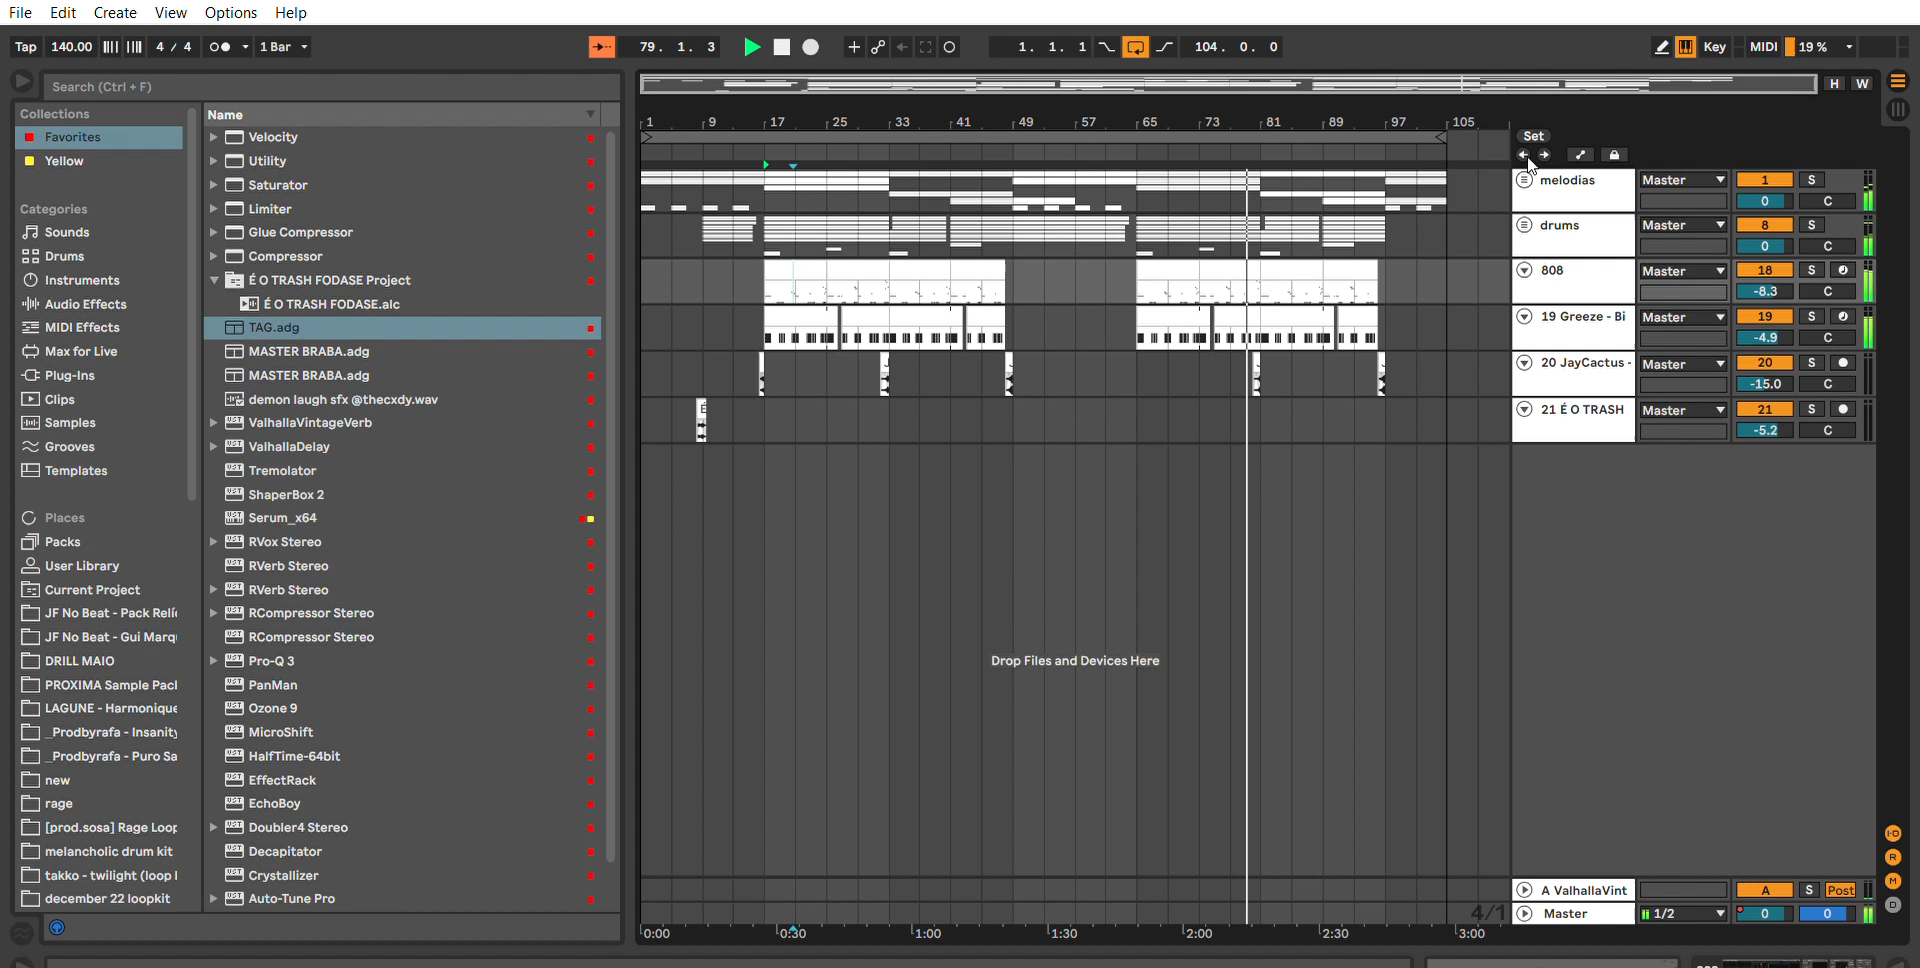 File Edit Create View Options Help
Tap 140.00 4 / 4 1 Bar 79. 1. 3 1. 1. 1 104. 0. 0 Key MIDI 19 %
Search (Ctrl + F)
H W
Collections
Favorites
Yellow
Categories
Sounds
Drums
Instruments
Audio Effects
MIDI Effects
Max for Live
Plug-Ins
Clips
Samples
Grooves
Templates
Places
Packs
User Library
Current Project
JF No Beat - Pack Reli
JF No Beat - Gui Marq
DRILL MAIO
PROXIMA Sample Pacl
LAGUNE - Harmonique
_Prodbyrafa - Insanity
_Prodbyrafa - Puro Sa
new
rage
[prod.sosa] Rage Loop
melancholic drum kit
takko - twilight (loop
december 22 loopkit
Name
Velocity
Utility
Saturator
Limiter
Glue Compressor
Compressor
É O TRASH FODASE Project
É O TRASH FODASE.alc
TAG.adg
MASTER BRABA.adg
MASTER BRABA.adg
demon laugh sfx @thecxdy.wav
ValhallaVintageVerb
ValhallaDelay
Tremolator
ShaperBox 2
Serum_x64
RVox Stereo
RVerb Stereo
RVerb Stereo
RCompressor Stereo
RCompressor Stereo
Pro-Q 3
PanMan
Ozone 9
MicroShift
HalfTime-64bit
EffectRack
EchoBoy
Doubler4 Stereo
Decapitator
Crystallizer
Auto-Tune Pro
1 9 17 25 33 41 49 57 65 73 81 89 97 105
Set
melodias Master 1 S
0 C
drums Master 8 S
0 C
808 Master 18 S
-8.3 C
19 Greeze - Bi Master 19 S
-4.9 C
20 JayCactus - Master 20 S
-15.0 C
21 É O TRASH Master 21 S
-5.2 C
Drop Files and Devices Here
A ValhallaVint A S Post
4/1 Master 1/2 0 0
0:00 0:30 1:00 1:30 2:00 2:30 3:00
I·O
R
M
D